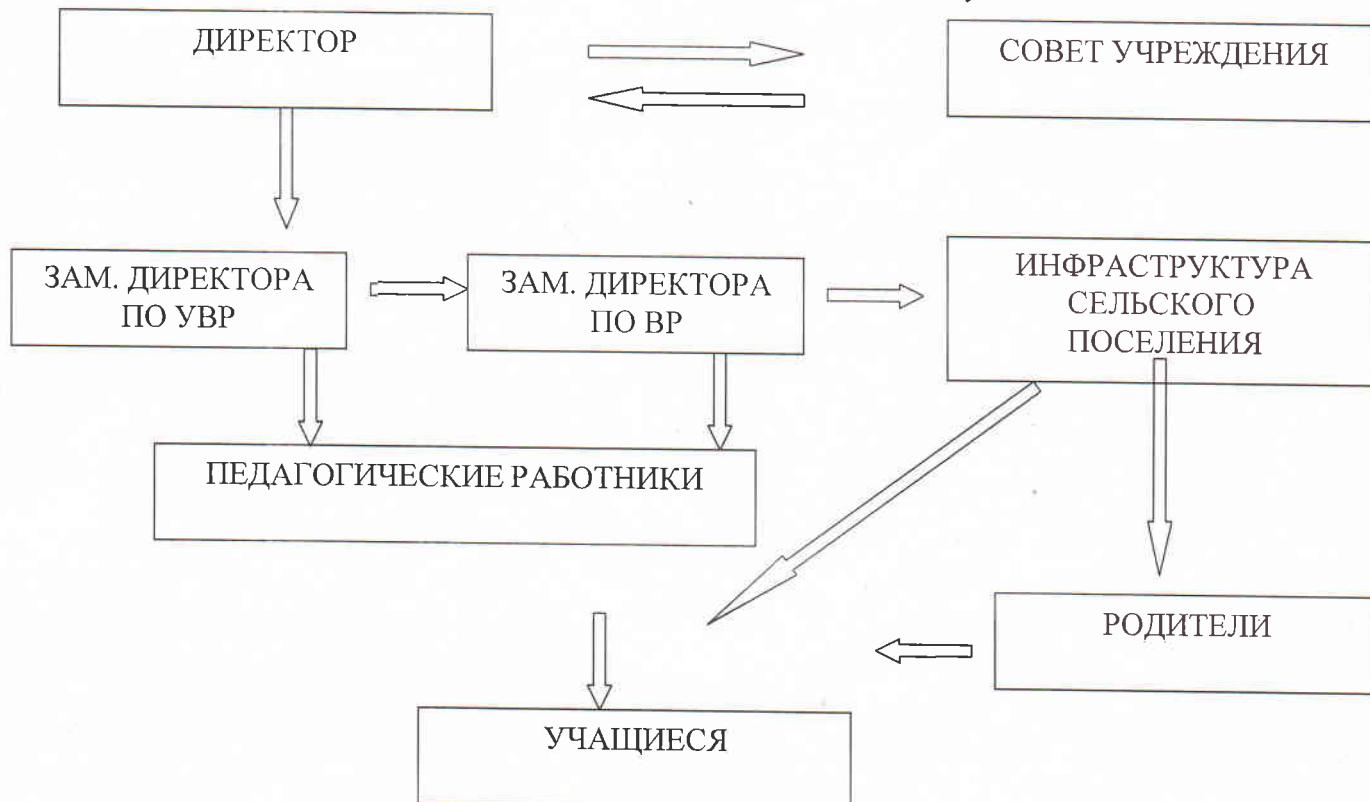 ДИРЕКТОР
СОВЕТ УЧРЕЖДЕНИЯ
ЗАМ. ДИРЕКТОРА
ПО УВР
ЗАМ. ДИРЕКТОРА
ПО ВР
ИНФРАСТРУКТУРА
СЕЛЬСКОГО
ПОСЕЛЕНИЯ
ПЕДАГОГИЧЕСКИЕ РАБОТНИКИ
РОДИТЕЛИ
УЧАЩИЕСЯ